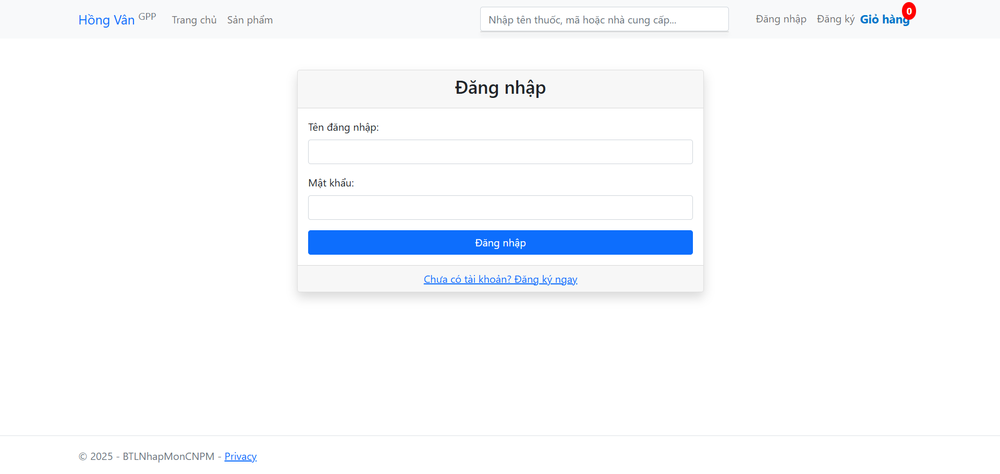 Hồng Vân GPP Trang chủ Sản phẩm Nhập tên thuốc, mã hoặc nhà cung cấp... Đăng nhập Đăng ký Giỏ hàng 0
Đăng nhập
Tên đăng nhập:
Mật khẩu:
Đăng nhập
Chưa có tài khoản? Đăng ký ngay
© 2025 - BTLNhapMonCNPM - Privacy